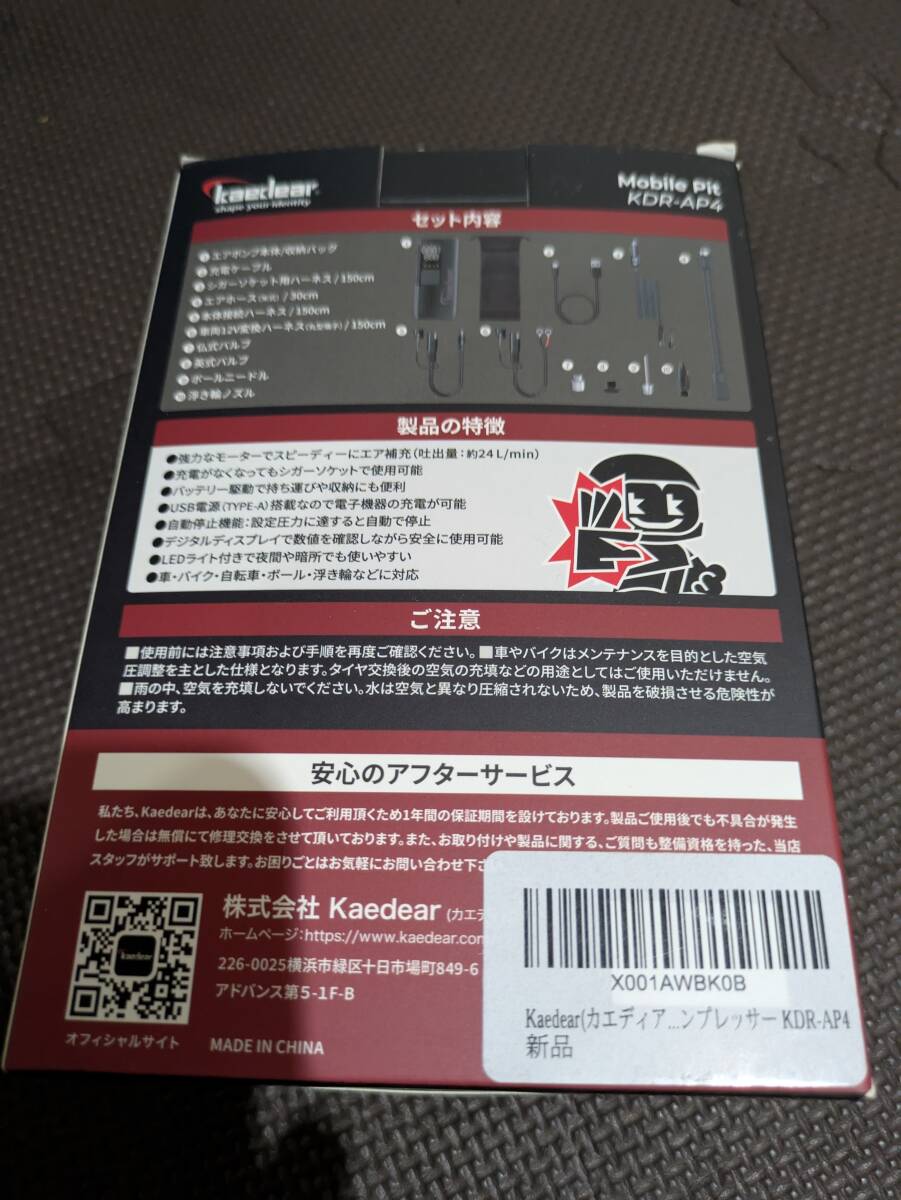 kaedear
shape your identity
Mobile Pit
KDR-AP4
セット内容
エアポンプ本体/収納バッグ
充電ケーブル
シガーソケット用ハーネス/150cm
エアホース(米式)/30cm
本体接続ハーネス/150cm
車両12V変換ハーネス(丸型端子)/150cm
仏式バルブ
英式バルブ
ボールニードル
浮き輪ノズル
製品の特徴
●強力なモーターでスピーディーにエア補充(吐出量:約24L/min)
●充電がなくなってもシガーソケットで使用可能
●バッテリー駆動で持ち運びや収納にも便利
●USB電源(TYPE-A)搭載なので電子機器の充電が可能
●自動停止機能:設定圧力に達すると自動で停止
●デジタルディスプレイで数値を確認しながら安全に使用可能
●LEDライト付きで夜間や暗所でも使いやすい
●車・バイク・自転車・ボール・浮き輪などに対応
ご注意
■使用前には注意事項および手順を再度ご確認ください。■車やバイクはメンテナンスを目的とした空気
圧調整を主とした仕様となります。タイヤ交換後の空気の充填などの用途としてはご使用いただけません。
■雨の中、空気を充填しないでください。水は空気と異なり圧縮されないため、製品を破損させる危険性が
高まります。
安心のアフターサービス
私たち、Kaedearは、あなたに安心してご利用頂くため1年間の保証期間を設けております。製品ご使用後でも不具合が発生
した場合は無償にて修理交換をさせて頂いております。また、お取り付けや製品に関する、ご質問も整備資格を持った、当店
スタッフがサポート致します。お困りごとはお気軽にお問い合わせ下さ
株式会社 Kaedear (カエデ
ホームページ:https://www.kaedear.com
226-0025横浜市緑区十日市場町849-6
アドバンス第5-1F-B
kaedear
オフィシャルサイト
MADE IN CHINA
X001AWBK0B
Kaedear(カエディア...ンプレッサー KDR-AP4
新品